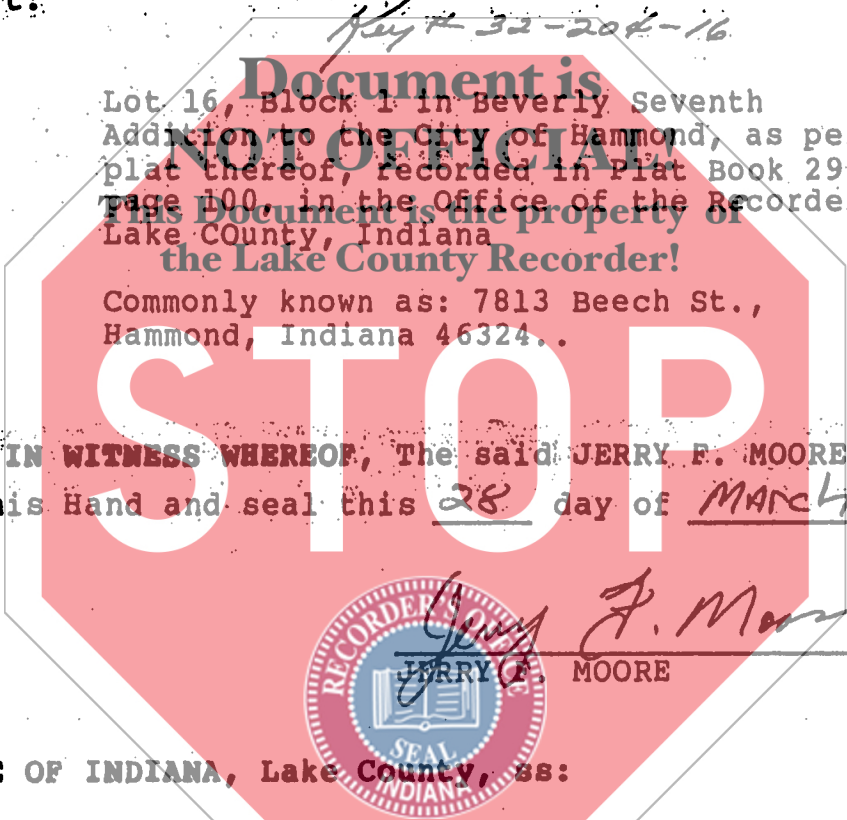 t.
Key # 32-204-16
Document is
Lot 16, Block 1 in Beverly Seventh
NOT OFFICIAL!
Addition to the City of Hammond, as pe
plat thereof, recorded in Plat Book 29
This Document is the property of
page 100, in the Office of the Recorde
Lake COunty, Indiana
the Lake County Recorder!
Commonly known as: 7813 Beech St.,
Hammond, Indiana 46324..
STOP
IN WITNESS WHEREOF, The said JERRY F. MOORE
is Hand and seal this 28 day of MARCH
Jerry F. Moor
JERRY F. MOORE
RECORDER'S OFFICE
SEAL
INDIANA
OF INDIANA, Lake County, ss: